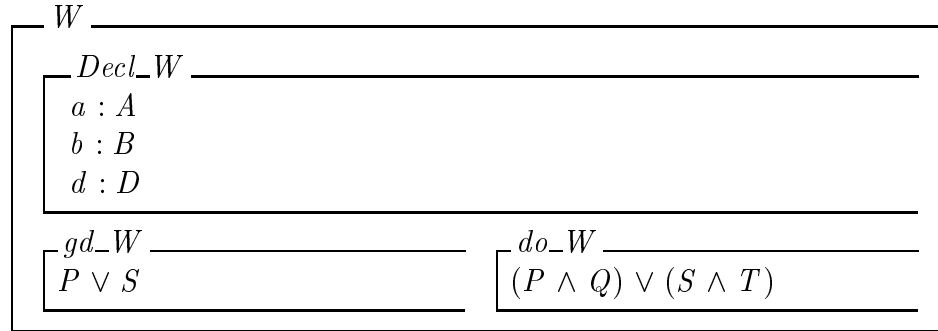 W
Decl_W
a : A
b : B
d : D
gd_W
P ∨ S
do_W
(P ∧ Q) ∨ (S ∧ T)